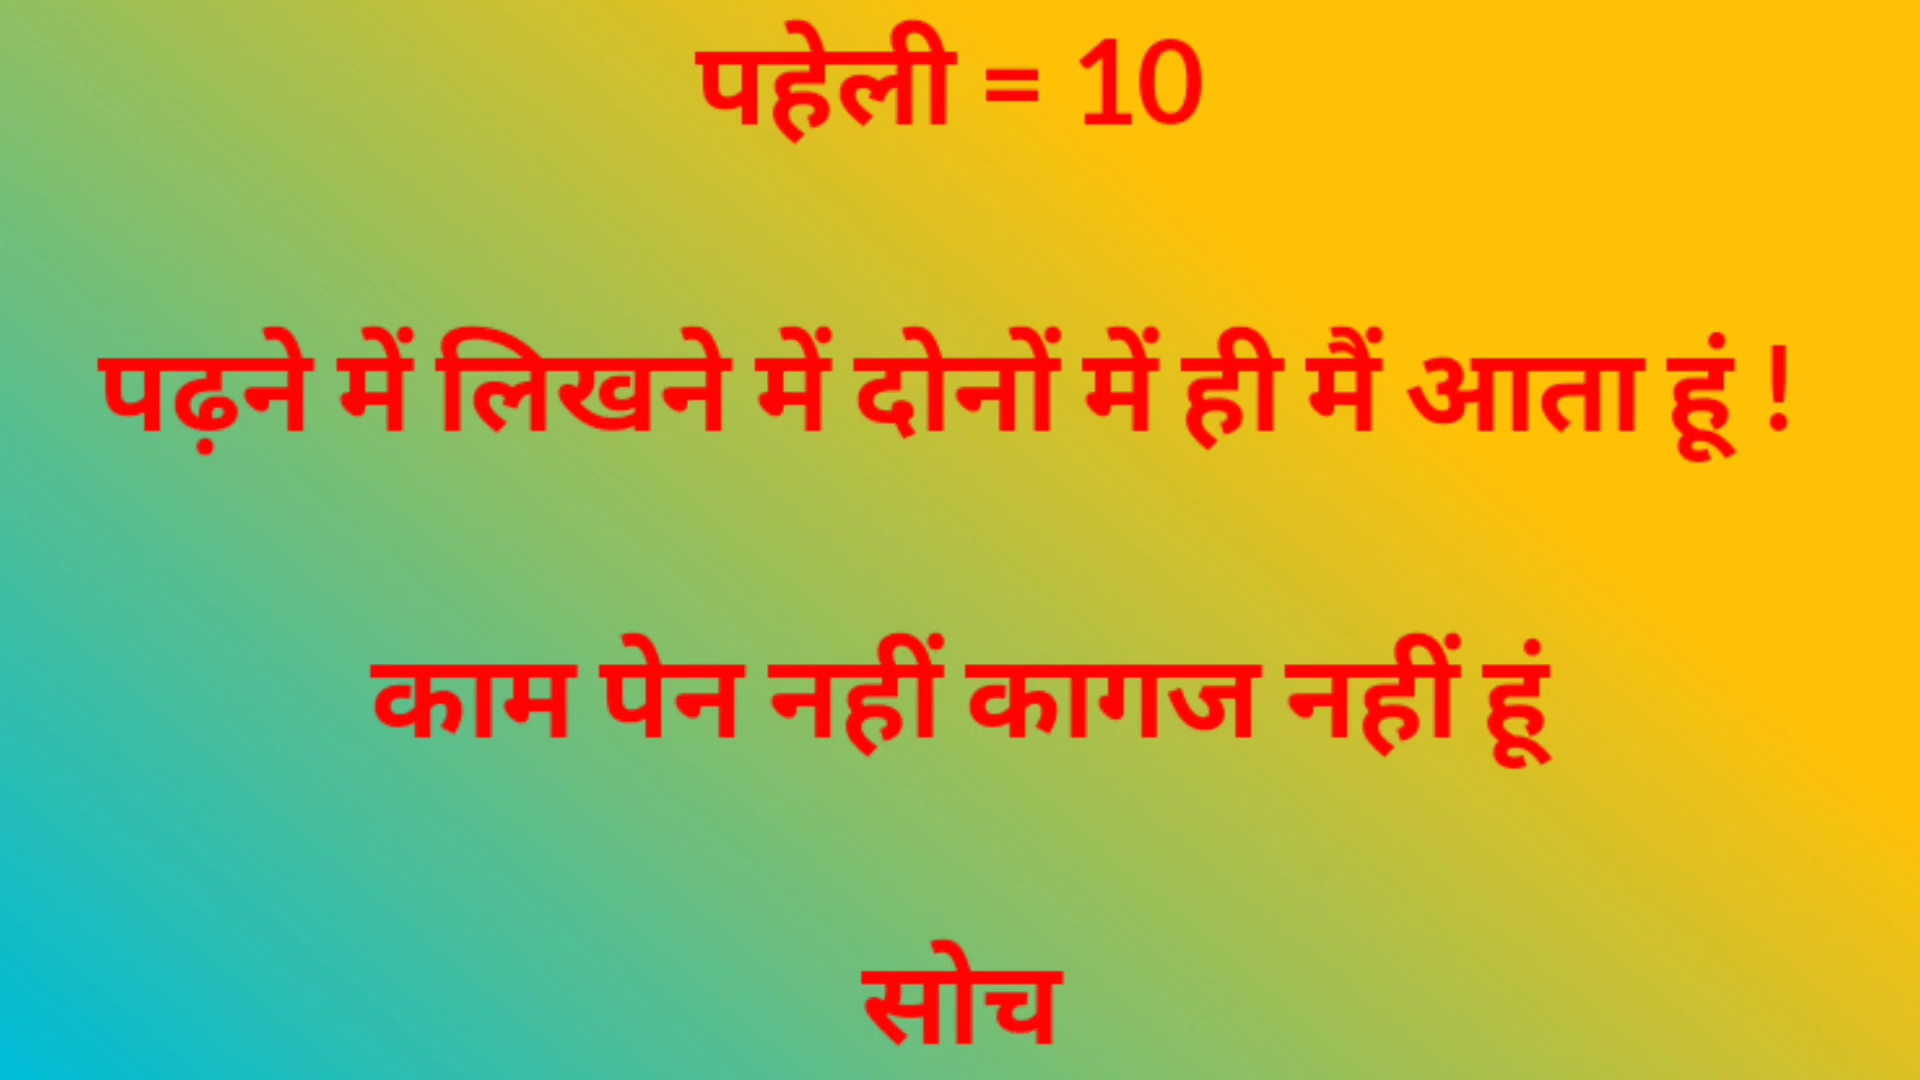 पहेली = 10
पढ़ने में लिखने में दोनों में ही मैं आता हूं !
काम पेन नहीं कागज नहीं हूं
सोच